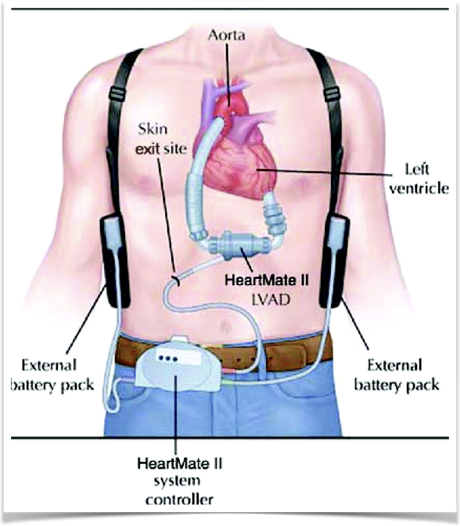 Aorta
Skin
exit site
Left
ventricle
HeartMate II
LVAD
External
battery pack
External
battery pack
HeartMate II
system
controller